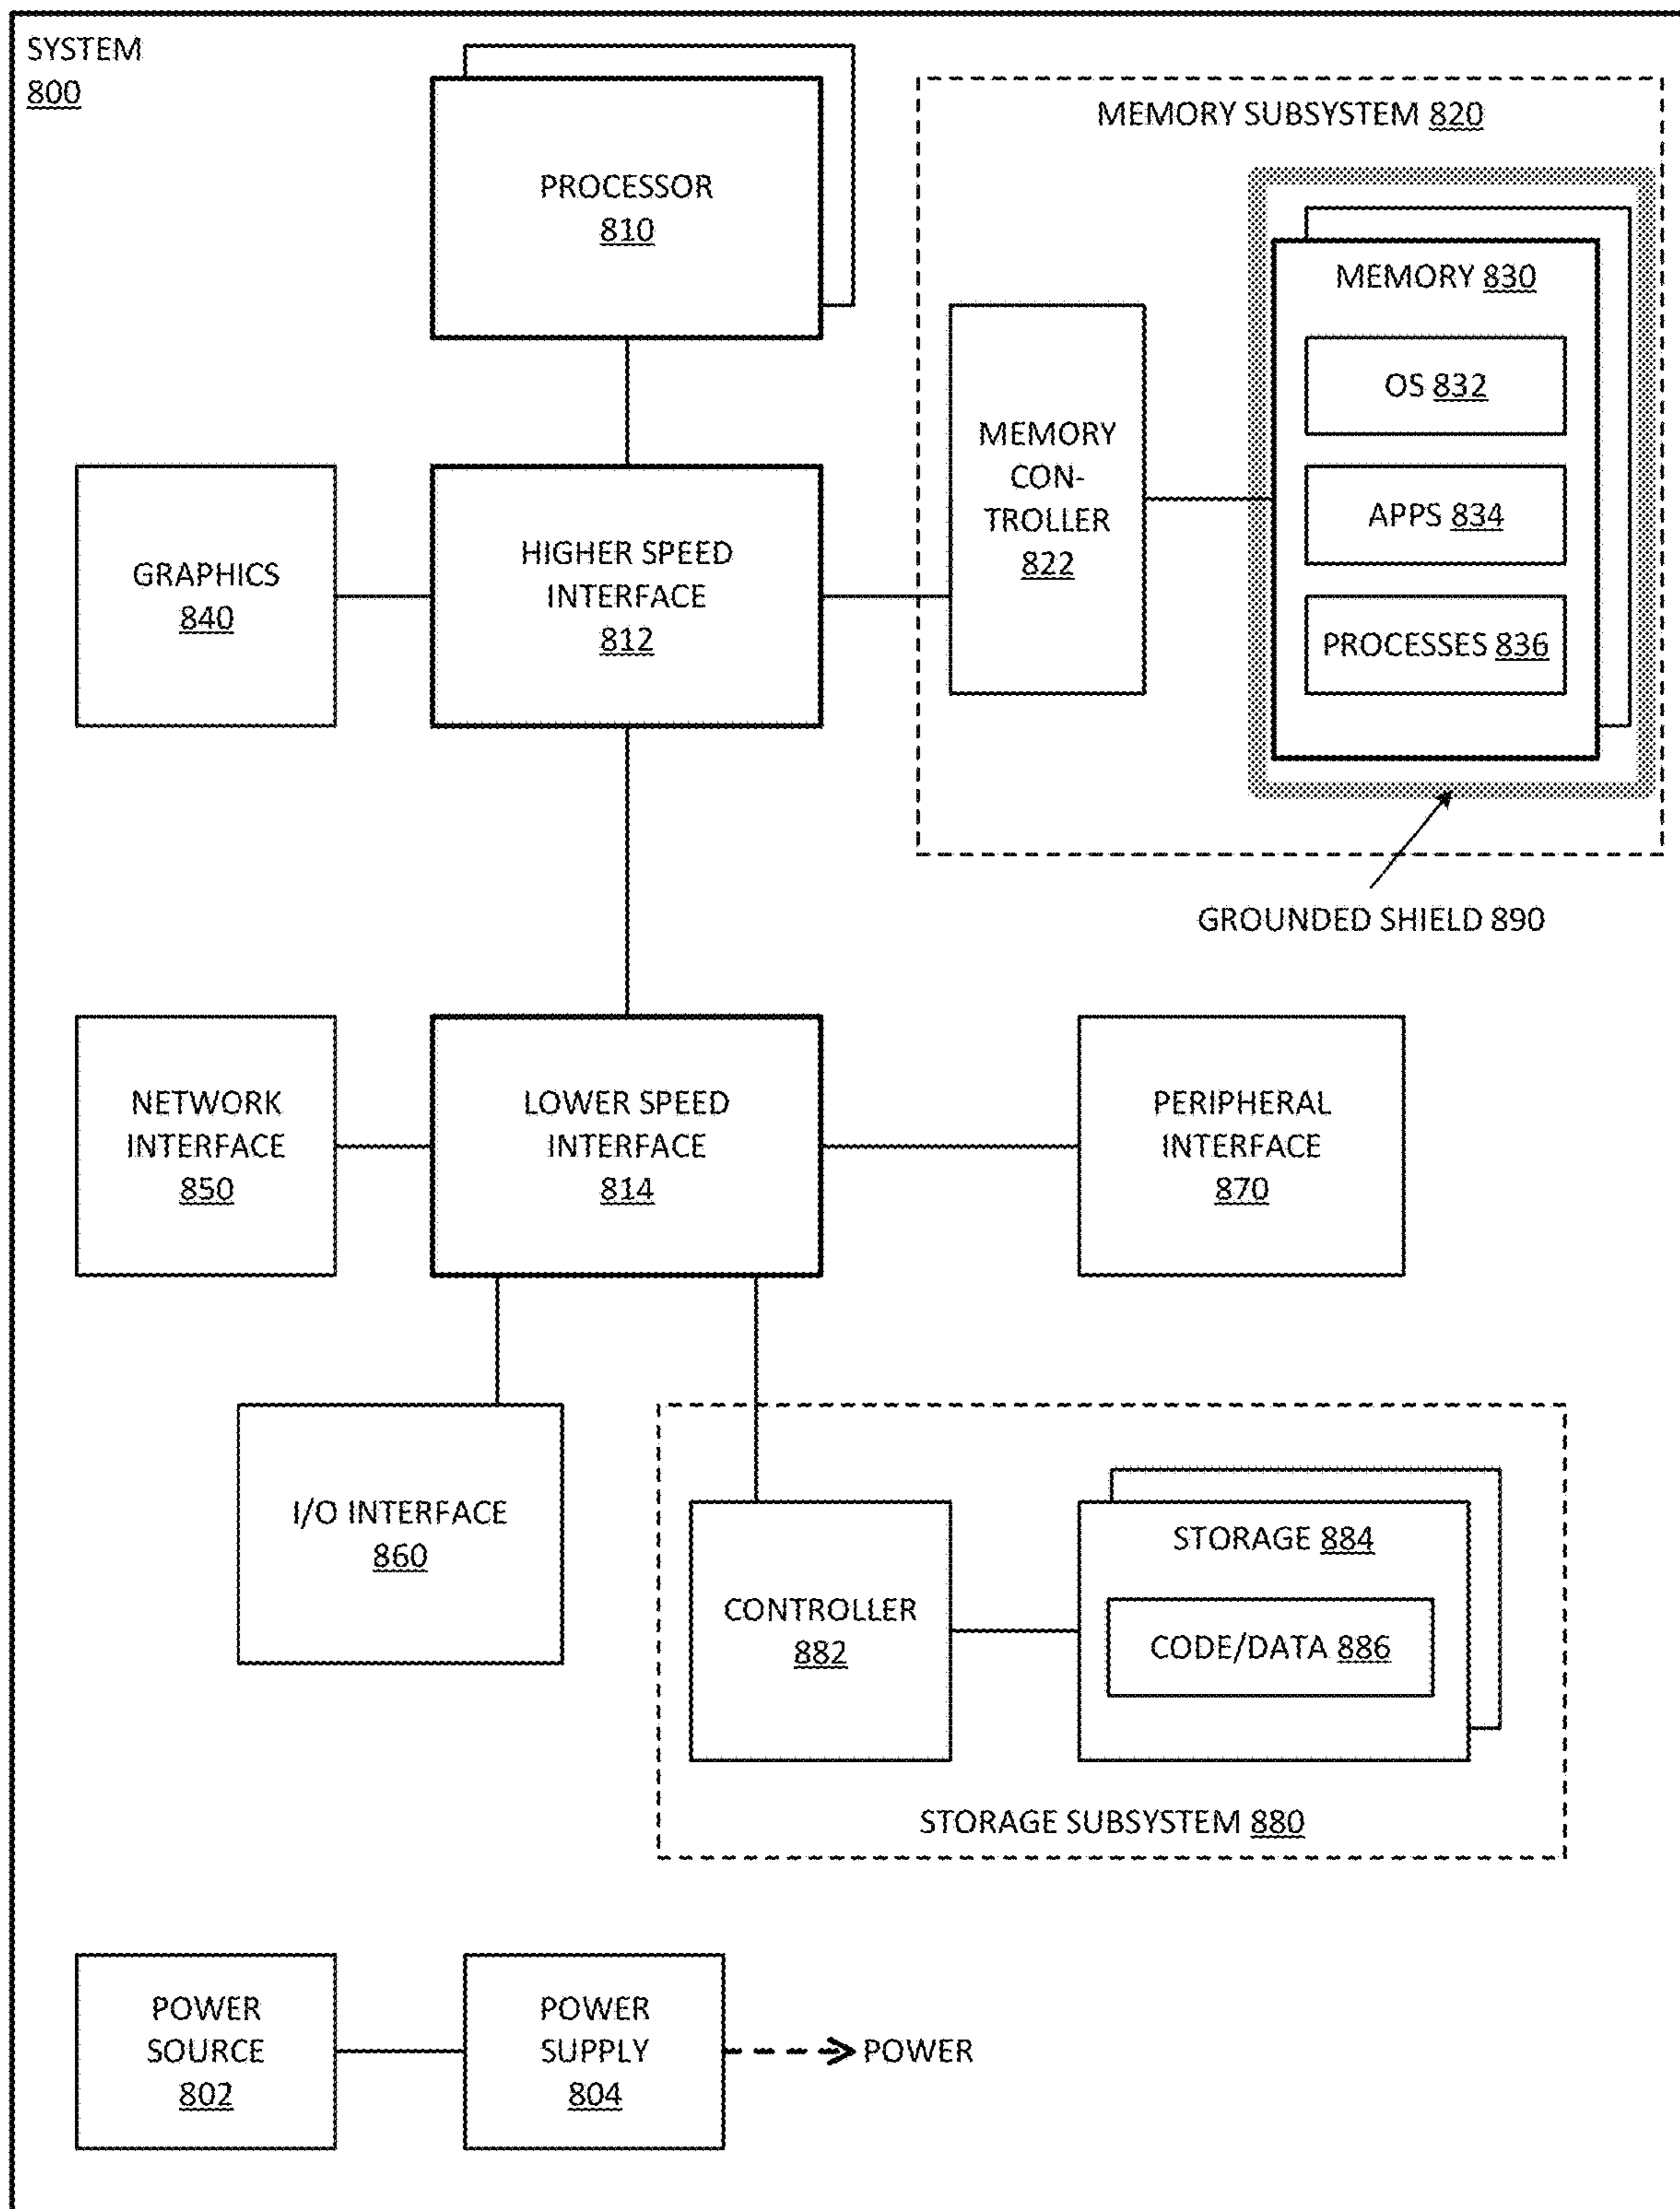 SYSTEM
800
PROCESSOR
810
MEMORY SUBSYSTEM 820
MEMORY 830
OS 832
APPS 834
PROCESSES 836
MEMORY
CON-
TROLLER
822
GRAPHICS
840
HIGHER SPEED
INTERFACE
812
GROUNDED SHIELD 890
NETWORK
INTERFACE
850
LOWER SPEED
INTERFACE
814
PERIPHERAL
INTERFACE
870
I/O INTERFACE
860
CONTROLLER
882
STORAGE 884
CODE/DATA 886
STORAGE SUBSYSTEM 880
POWER
SOURCE
802
POWER
SUPPLY
804
POWER